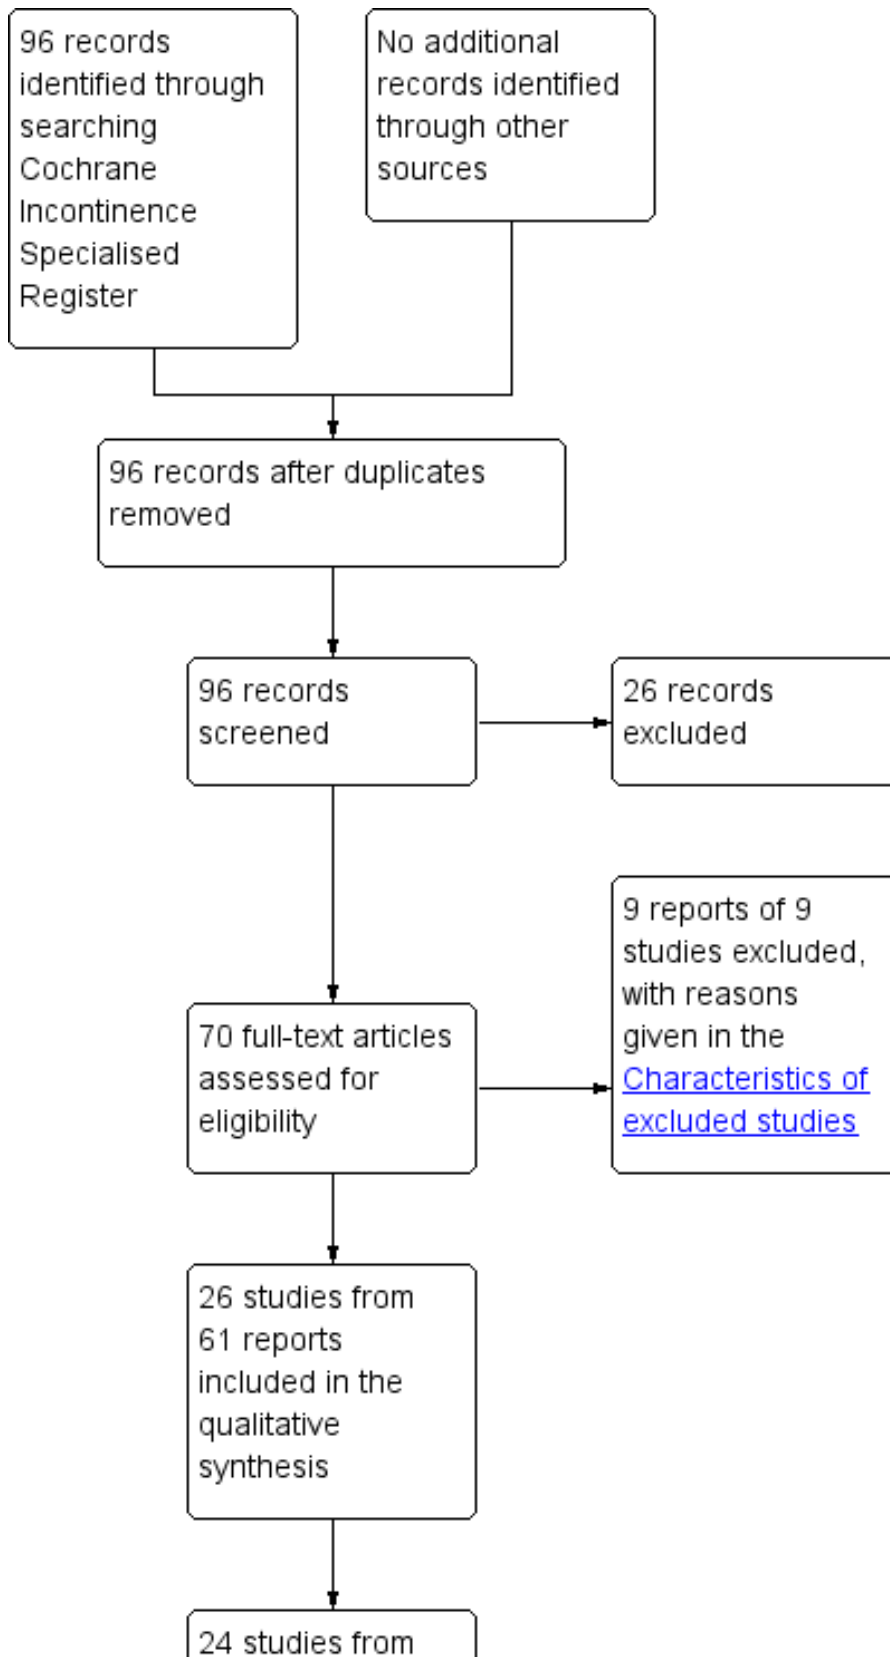 96 records
identified through
searching
Cochrane
Incontinence
Specialised
Register
No additional
records identified
through other
sources
96 records after duplicates
removed
96 records
screened
26 records
excluded
9 reports of 9
studies excluded,
with reasons
given in the
Characteristics of
excluded studies
70 full-text articles
assessed for
eligibility
26 studies from
61 reports
included in the
qualitative
synthesis
24 studies from